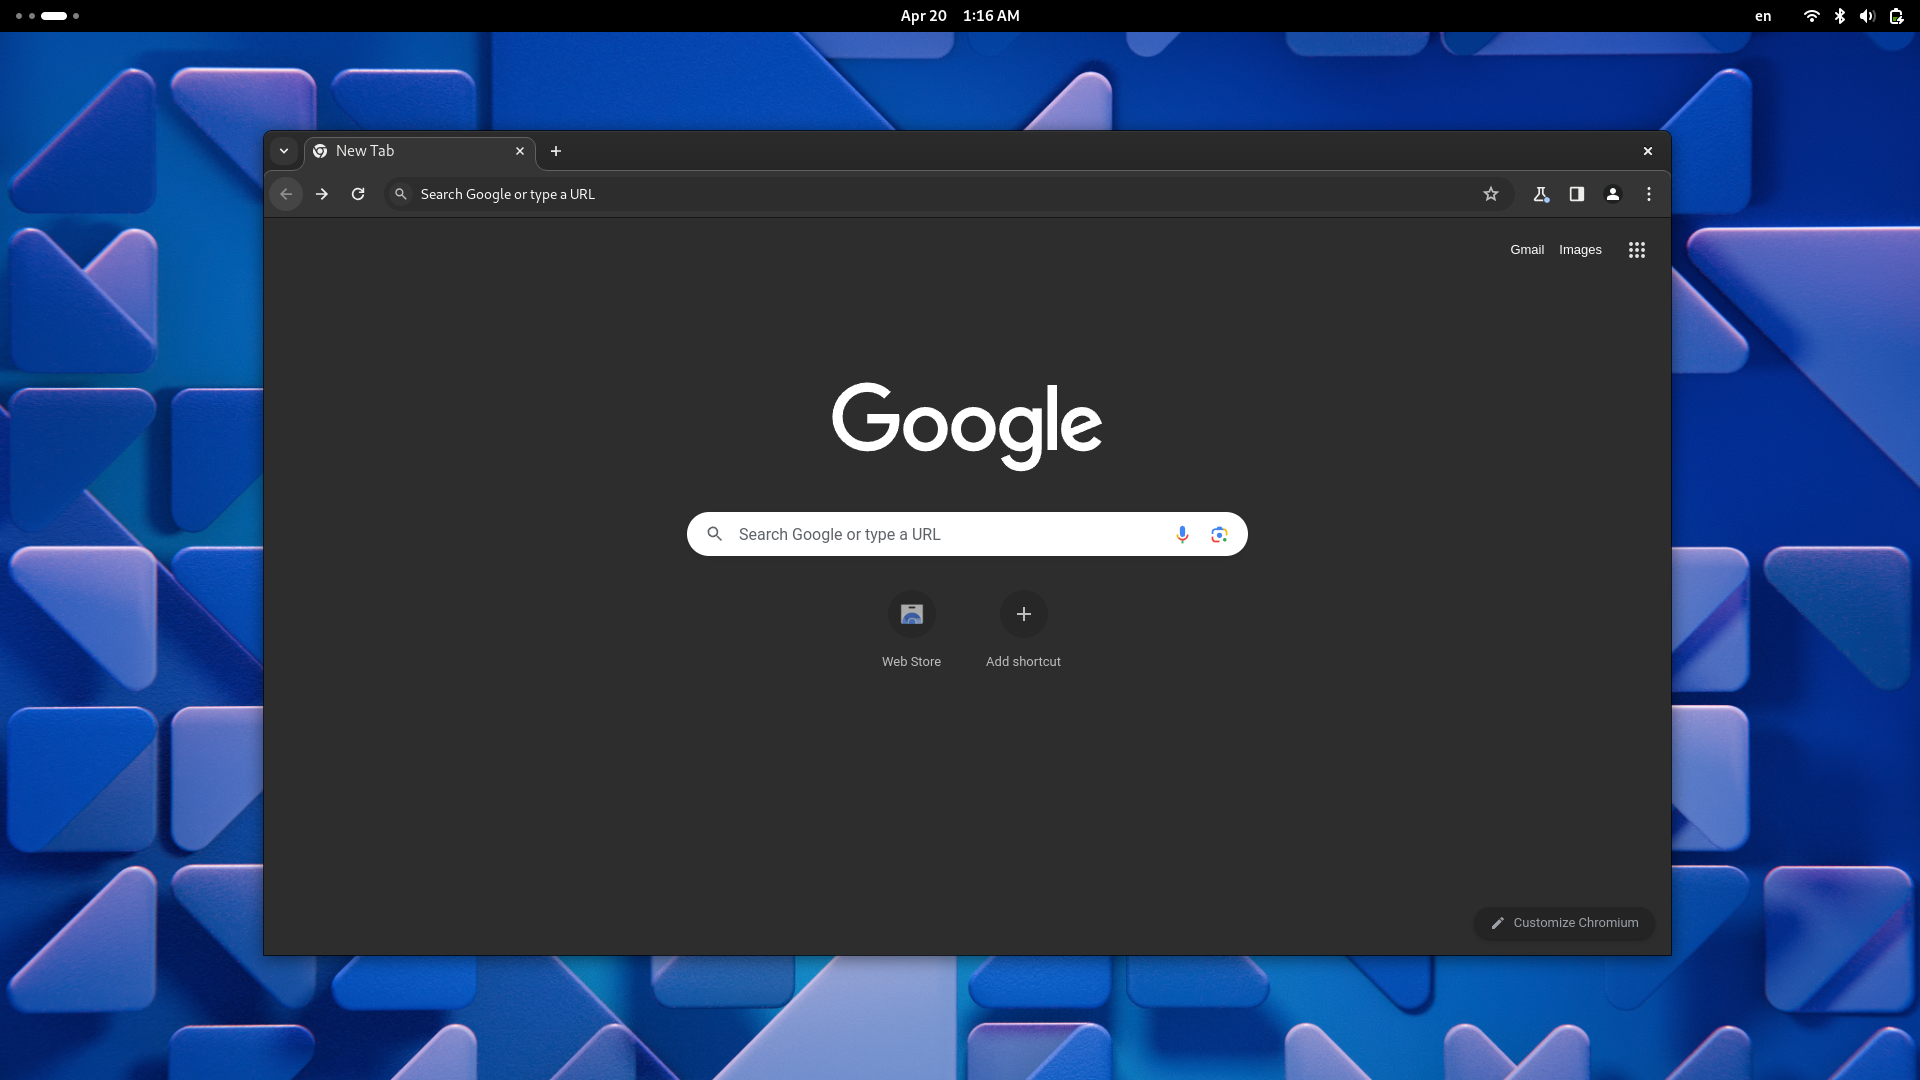 Apr 20 1:16 AM
en
New Tab
Search Google or type a URL
Gmail Images
Google
Search Google or type a URL
Web Store Add shortcut
Customize Chromium